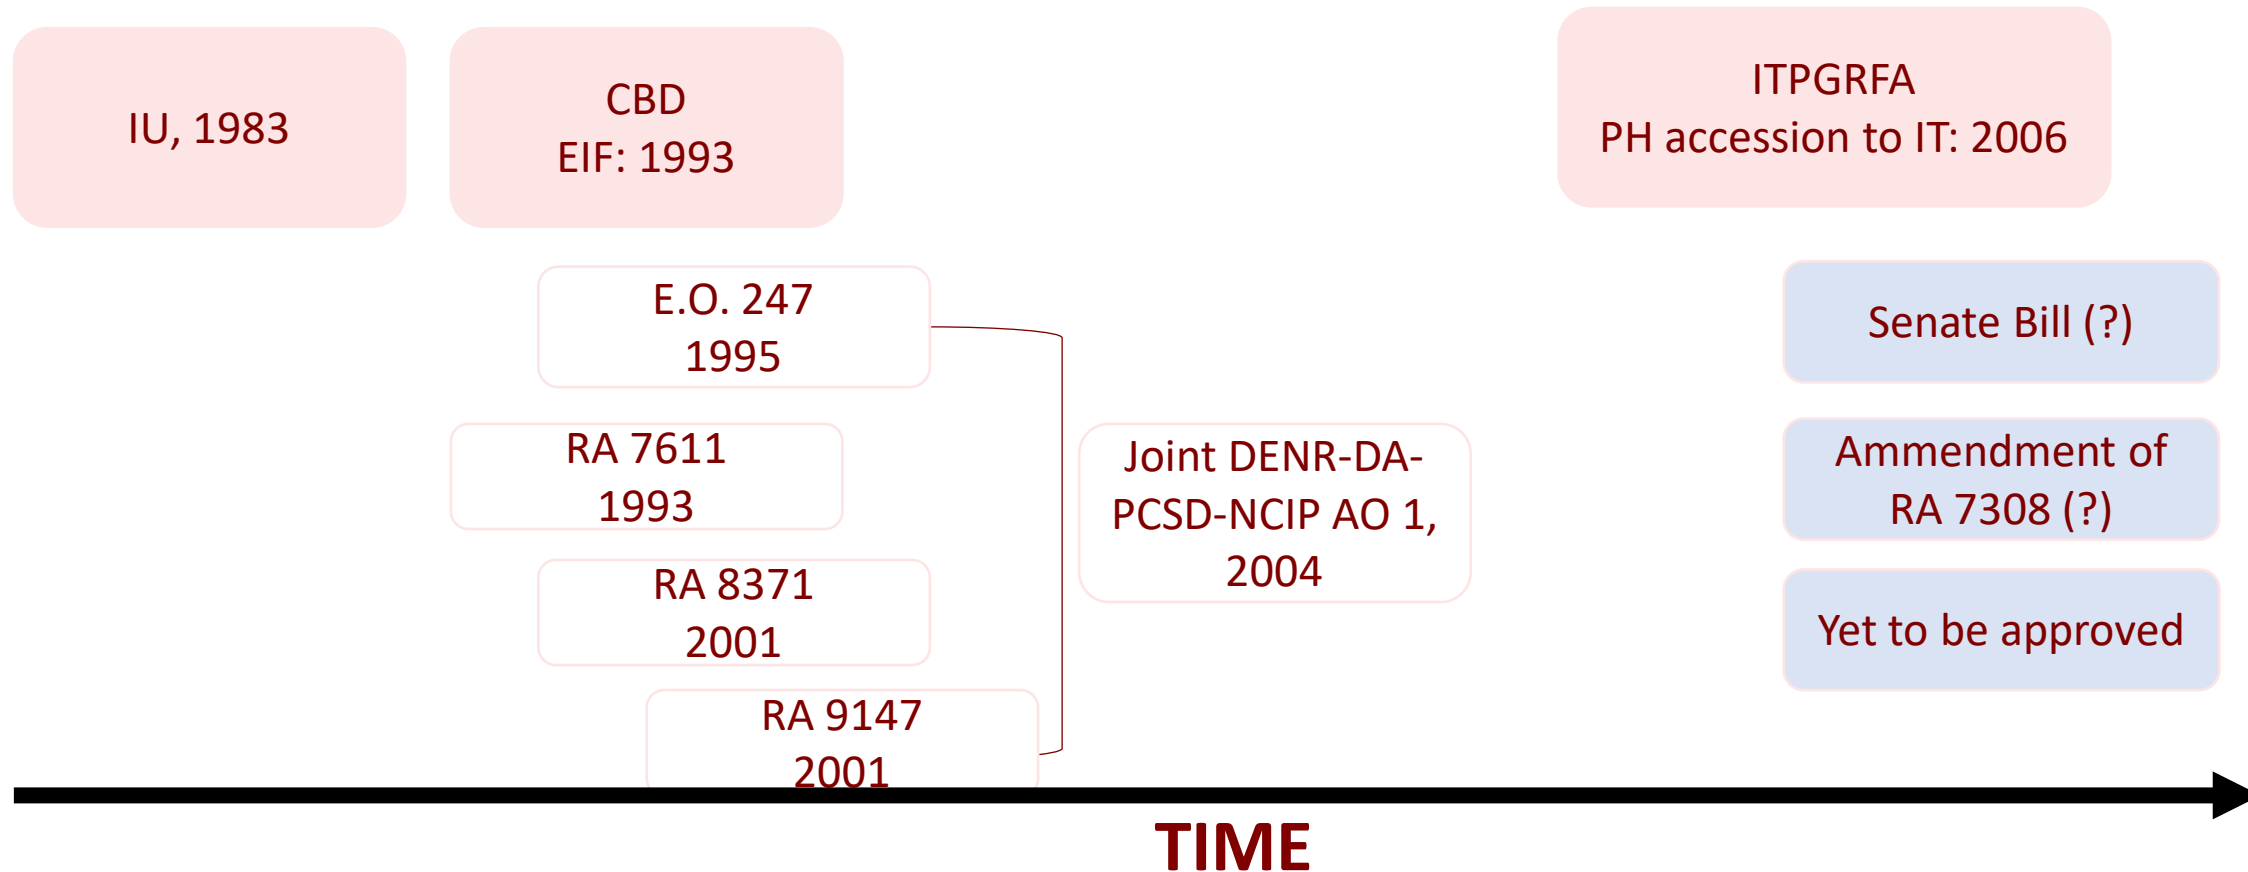 IU, 1983
CBD
EIF: 1993
ITPGRFA
PH accession to IT: 2006
E.O. 247
1995
RA 7611
1993
RA 8371
2001
RA 9147
2001
Joint DENR-DA-
PCSD-NCIP AO 1,
2004
Senate Bill (?)
Ammendment of
RA 7308 (?)
Yet to be approved
TIME